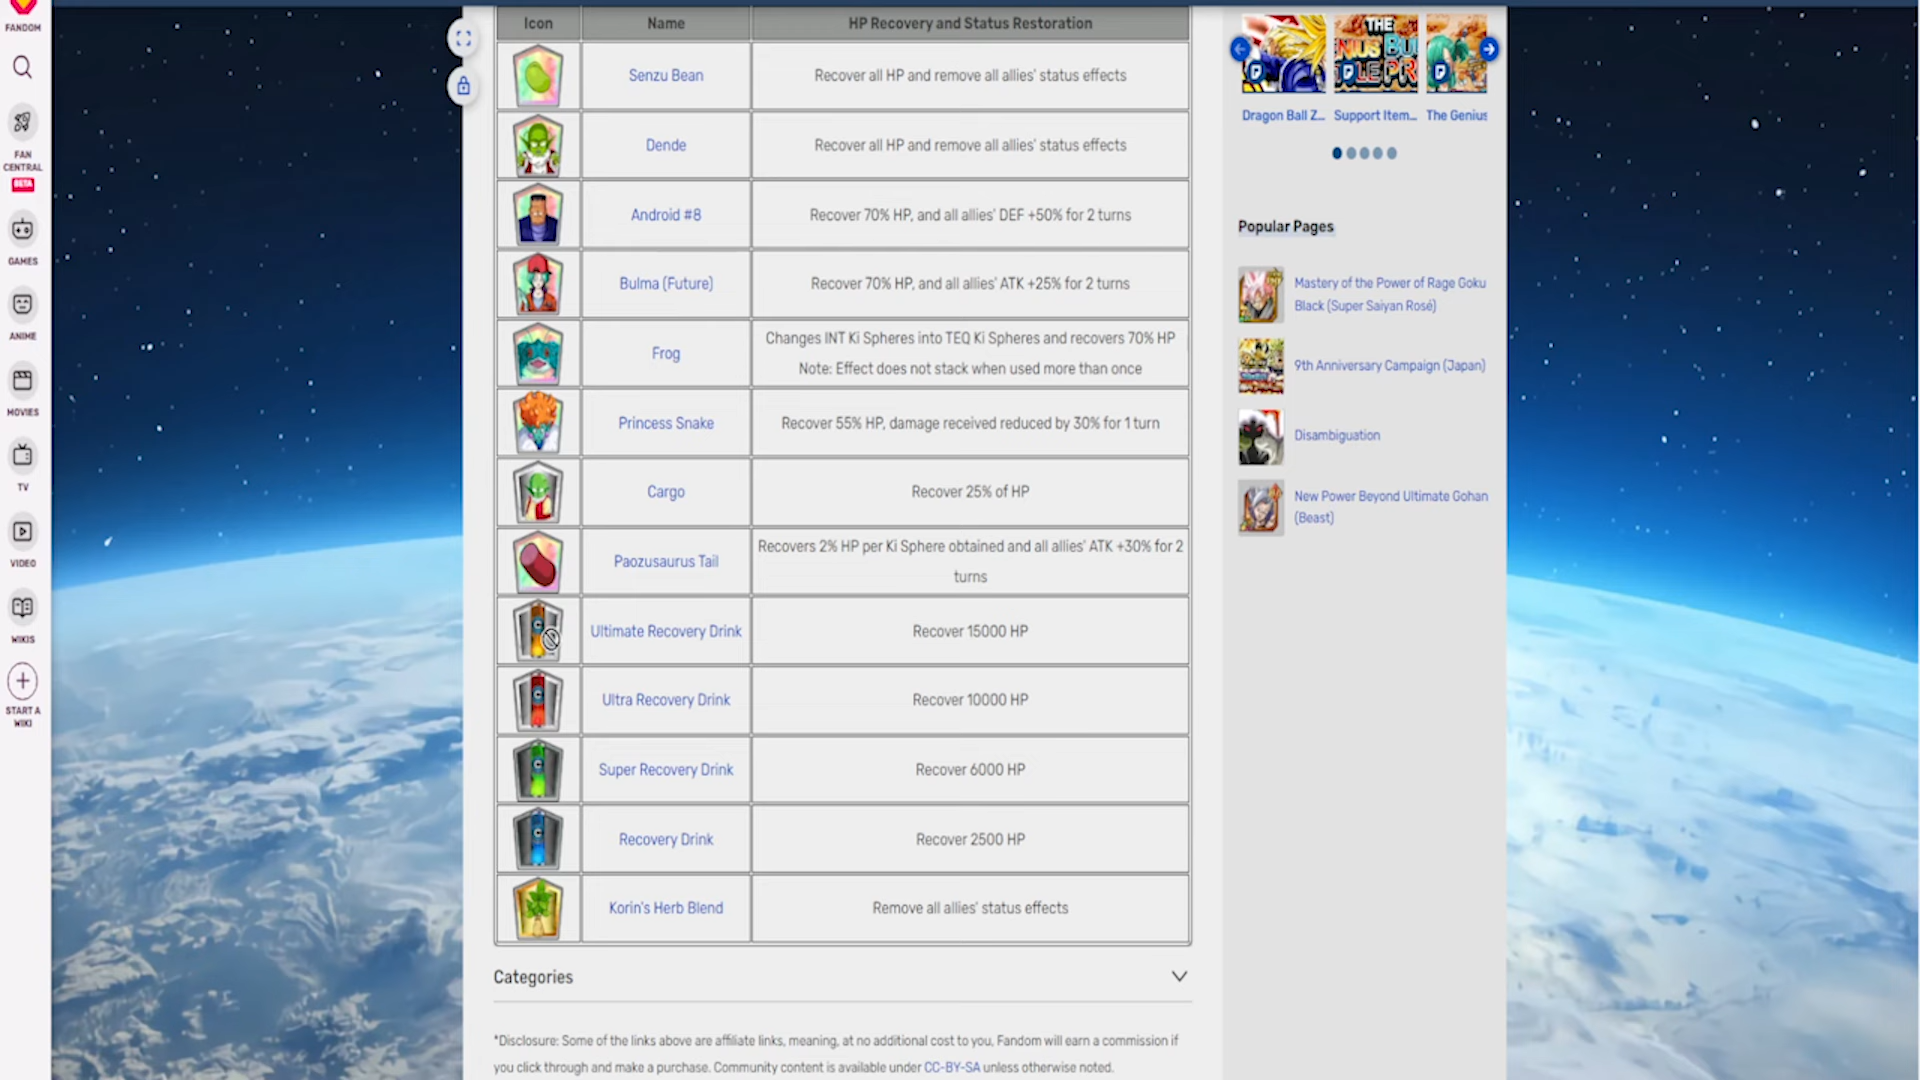 FANDOM
FAN
CENTRAL
BETA
GAMES
ANIME
MOVIES
TV
VIDEO
WIKIS
START A
WIKI
Icon
Name
HP Recovery and Status Restoration
Senzu Bean
Recover all HP and remove all allies' status effects
Dende
Recover all HP and remove all allies' status effects
Android #8
Recover 70% HP, and all allies' DEF +50% for 2 turns
Bulma (Future)
Recover 70% HP, and all allies' ATK +25% for 2 turns
Frog
Changes INT Ki Spheres into TEQ Ki Spheres and recovers 70% HP
Note: Effect does not stack when used more than once
Princess Snake
Recover 55% HP, damage received reduced by 30% for 1 turn
Cargo
Recover 25% of HP
Paozusaurus Tail
Recovers 2% HP per Ki Sphere obtained and all allies' ATK +30% for 2
turns
Ultimate Recovery Drink
Recover 15000 HP
Ultra Recovery Drink
Recover 10000 HP
Super Recovery Drink
Recover 6000 HP
Recovery Drink
Recover 2500 HP
Korin's Herb Blend
Remove all allies' status effects
Categories
*Disclosure: Some of the links above are affiliate links, meaning, at no additional cost to you, Fandom will earn a commission if
you click through and make a purchase. Community content is available under CC-BY-SA unless otherwise noted.
THE
Dragon Ball Z...
Support Item...
The Genius
Popular Pages
Mastery of the Power of Rage Goku
Black (Super Saiyan Rosé)
9th Anniversary Campaign (Japan)
Disambiguation
New Power Beyond Ultimate Gohan
(Beast)